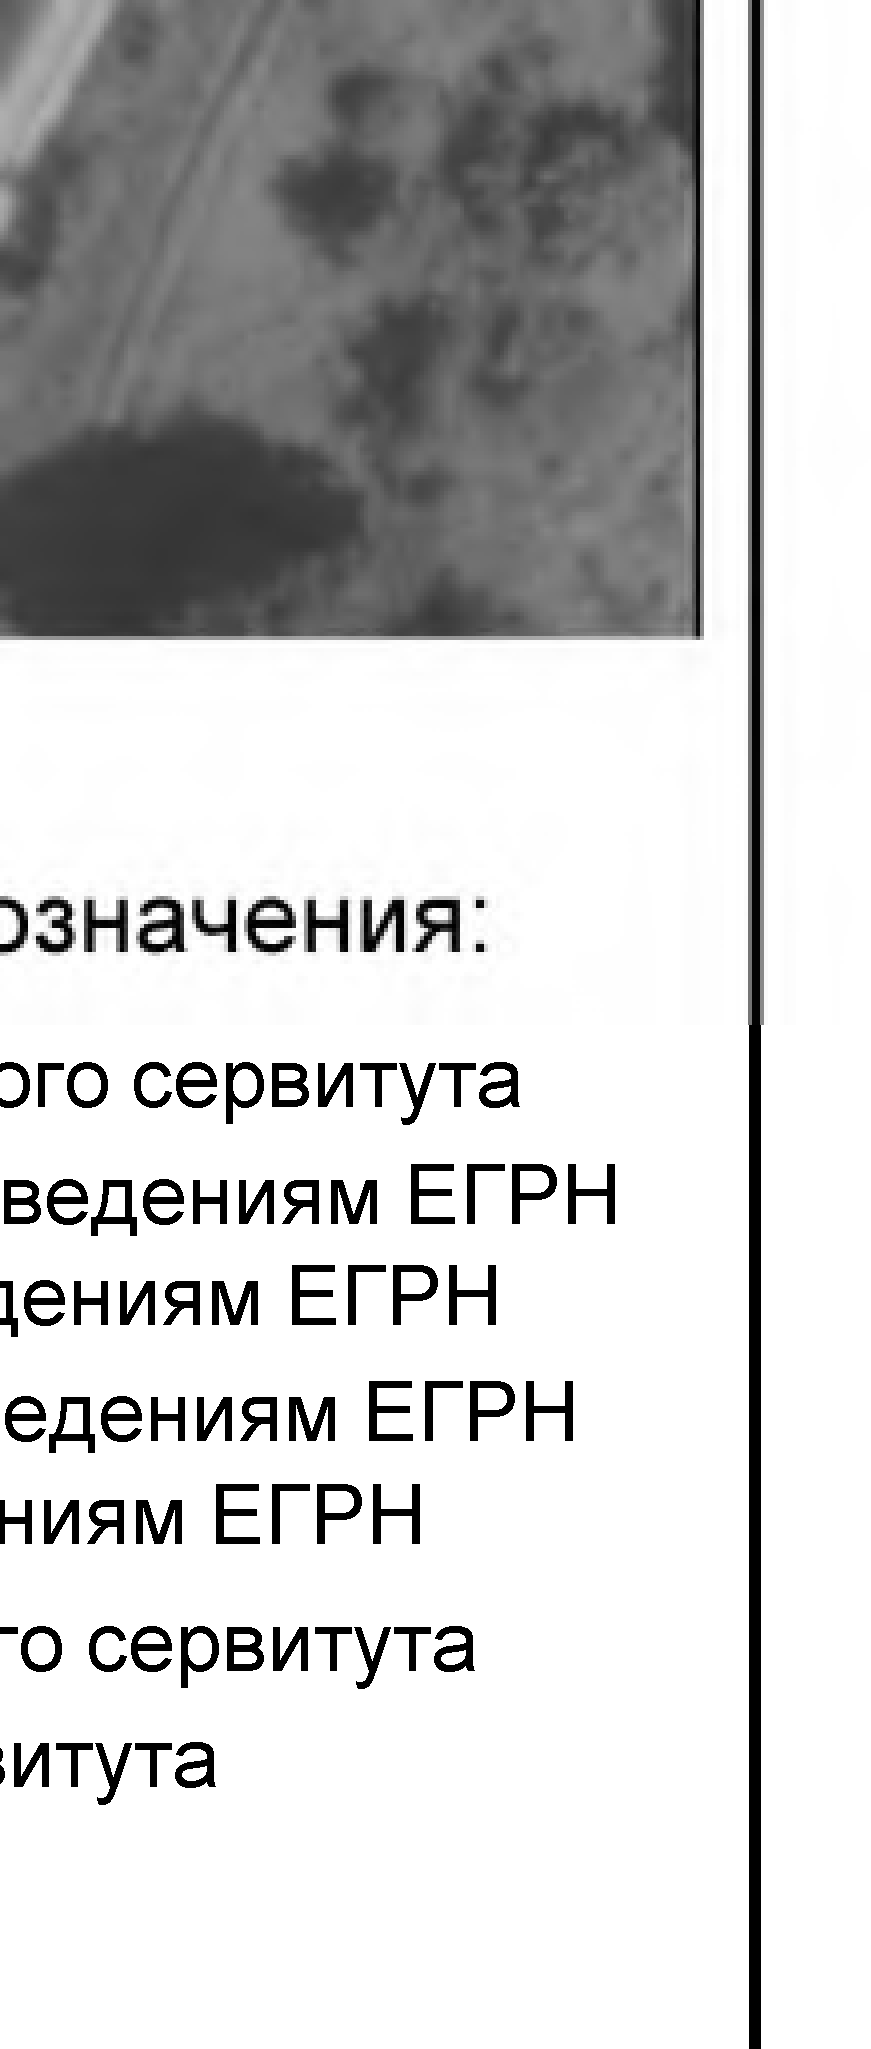 означения:
ого сервитута
ведениям ЕГРН
дениям ЕГРН
едениям ЕГРН
ниям ЕГРН
го сервитута
витута